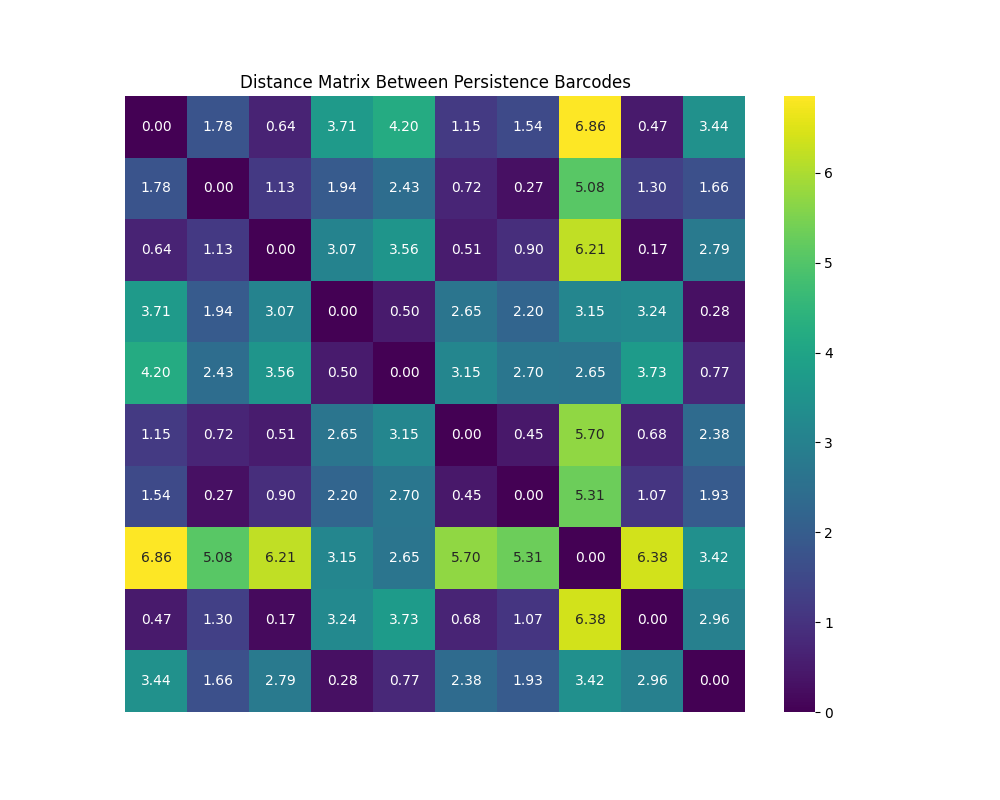 Distance Matrix Between Persistence Barcodes
0.00 1.78 0.64 3.71 4.20 1.15 1.54 6.86 0.47 3.44
1.78 0.00 1.13 1.94 2.43 0.72 0.27 5.08 1.30 1.66
0.64 1.13 0.00 3.07 3.56 0.51 0.90 6.21 0.17 2.79
3.71 1.94 3.07 0.00 0.50 2.65 2.20 3.15 3.24 0.28
4.20 2.43 3.56 0.50 0.00 3.15 2.70 2.65 3.73 0.77
1.15 0.72 0.51 2.65 3.15 0.00 0.45 5.70 0.68 2.38
1.54 0.27 0.90 2.20 2.70 0.45 0.00 5.31 1.07 1.93
6.86 5.08 6.21 3.15 2.65 5.70 5.31 0.00 6.38 3.42
0.47 1.30 0.17 3.24 3.73 0.68 1.07 6.38 0.00 2.96
3.44 1.66 2.79 0.28 0.77 2.38 1.93 3.42 2.96 0.00
6
5
4
3
2
1
0